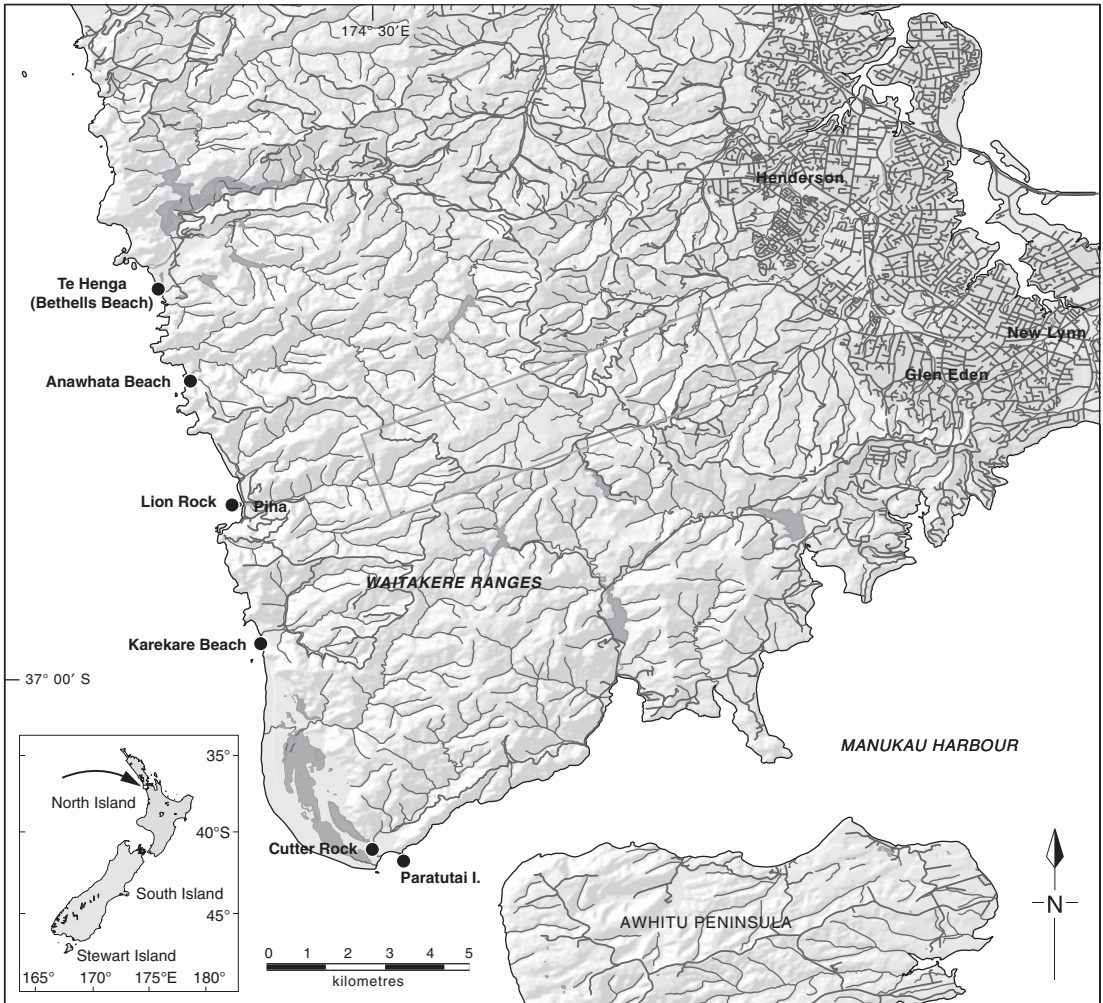 174° 30′E
Henderson
Te Henga
(Bethells Beach)
New Lynn
Glen Eden
Anawhata Beach
Lion Rock
Piha
WAITAKERE RANGES
Karekare Beach
37° 00′ S
MANUKAU HARBOUR
35°
North Island
40°S
Cutter Rock
Paratutai I.
South Island
45°
AWHITU PENINSULA
N
Stewart Island
165° 170° 175°E 180°
0 1 2 3 4 5
kilometres